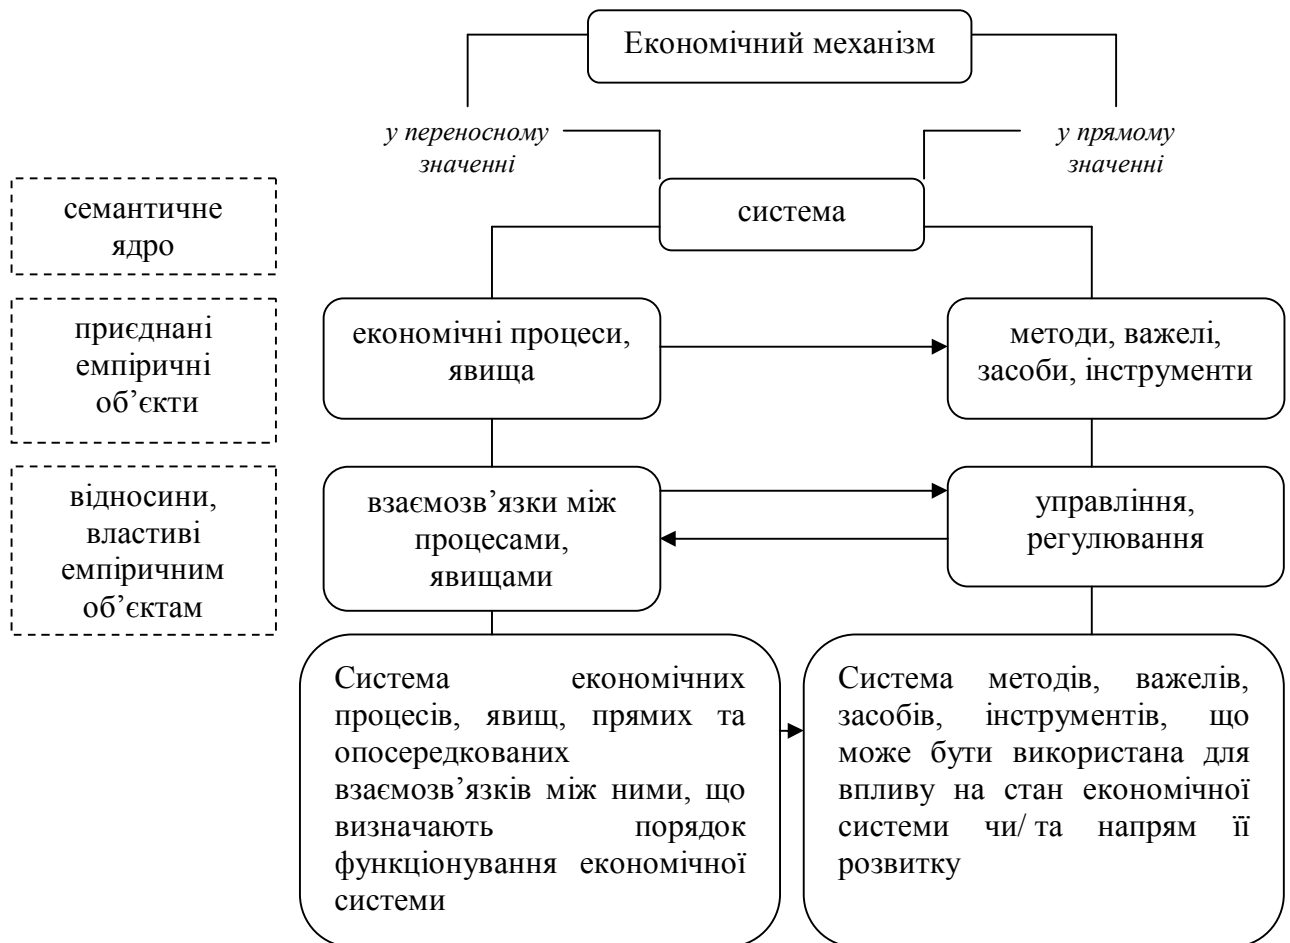 Економічний механізм
у переносному
значенні
у прямому
значенні
семантичне
ядро
система
приєднані
емпіричні
об’єкти
економічні процеси,
явища
методи, важелі,
засоби, інструменти
відносини,
властиві
емпіричним
об’єктам
взаємозв’язки між
процесами,
явищами
управління,
регулювання
Система економічних
процесів, явищ, прямих та
опосередкованих
взаємозв’язків між ними, що
визначають порядок
функціонування економічної
системи
Система методів, важелів,
засобів, інструментів, що
може бути використана для
впливу на стан економічної
системи чи/ та напрям її
розвитку